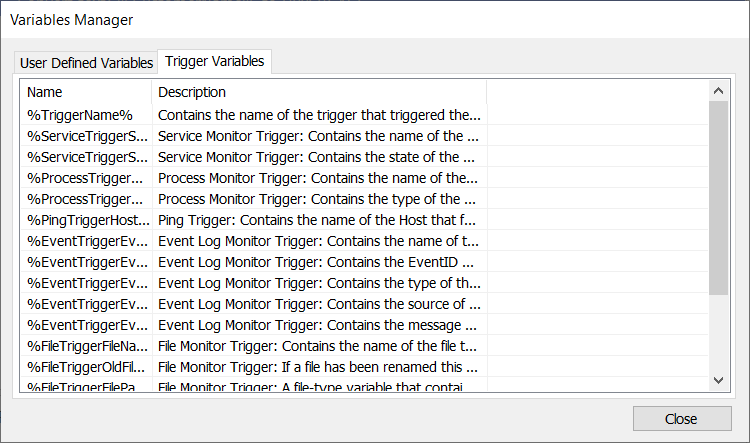 Variables Manager
User Defined Variables Trigger Variables
Name Description
%TriggerName% Contains the name of the trigger that triggered the...
%ServiceTriggerS... Service Monitor Trigger: Contains the name of the ...
%ServiceTriggerS... Service Monitor Trigger: Contains the state of the ...
%ProcessTrigger... Process Monitor Trigger: Contains the name of the...
%ProcessTrigger... Process Monitor Trigger: Contains the type of the ...
%PingTriggerHost... Ping Trigger: Contains the name of the Host that f...
%EventTriggerEv... Event Log Monitor Trigger: Contains the name of t...
%EventTriggerEv... Event Log Monitor Trigger: Contains the EventID ...
%EventTriggerEv... Event Log Monitor Trigger: Contains the type of th...
%EventTriggerEv... Event Log Monitor Trigger: Contains the source of ...
%EventTriggerEv... Event Log Monitor Trigger: Contains the message ...
%FileTriggerFileNa... File Monitor Trigger: Contains the name of the file t...
%FileTriggerOldFil... File Monitor Trigger: If a file has been renamed this ...
%FileTriggerFilePa... File Monitor Trigger: A file-type variable that contai...
Close